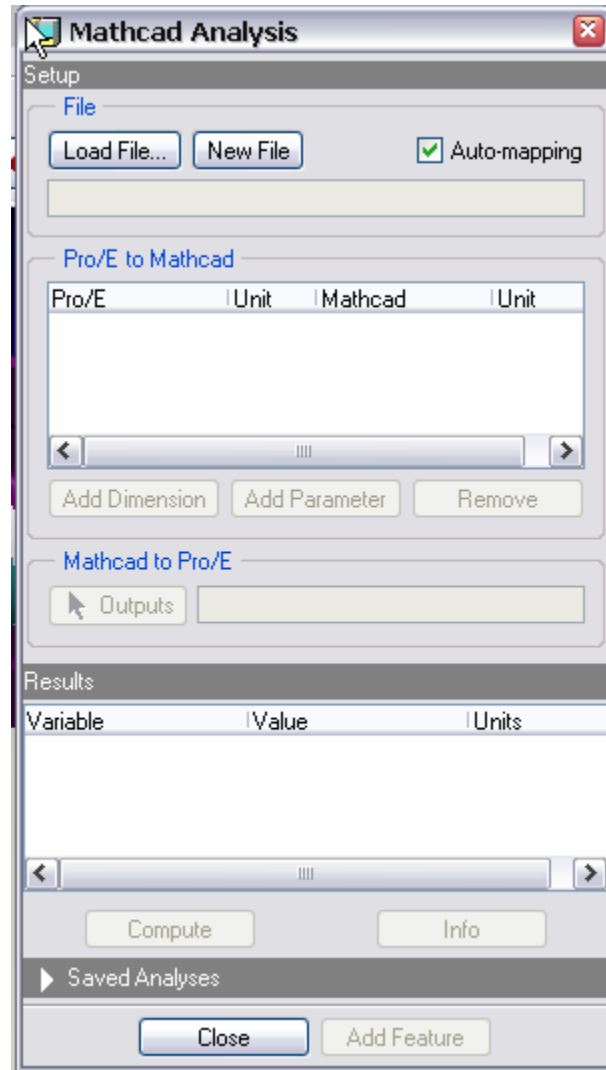 Mathcad Analysis
Setup
File
Load File... New File Auto-mapping
Pro/E to Mathcad
Pro/E Unit Mathcad Unit
Add Dimension Add Parameter Remove
Mathcad to Pro/E
Outputs
Results
Variable Value Units
Compute Info
Saved Analyses
Close Add Feature